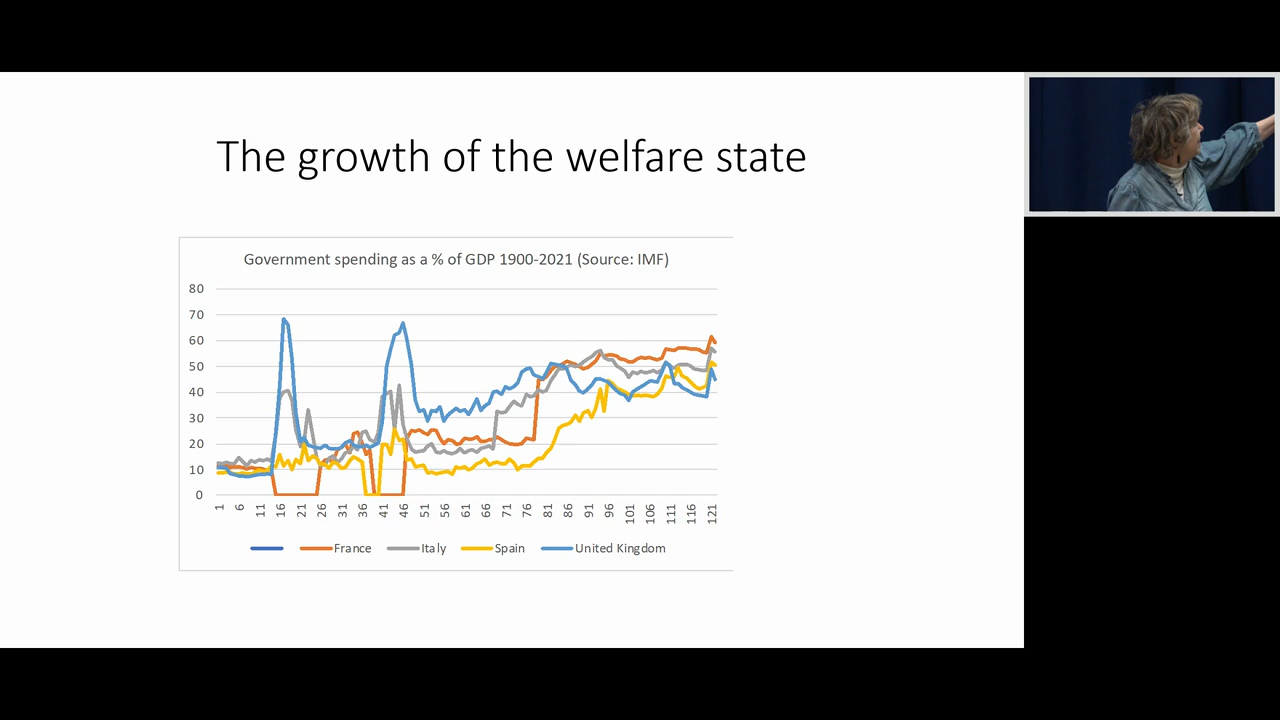 The growth of the welfare state
Government spending as a % of GDP 1900-2021 (Source: IMF)
80
70
60
50
40
30
20
10
0
1 6 11 16 21 26 31 36 41 46 51 56 61 66 71 76 81 86 91 96 101 106 111 116 121
France Italy Spain United Kingdom